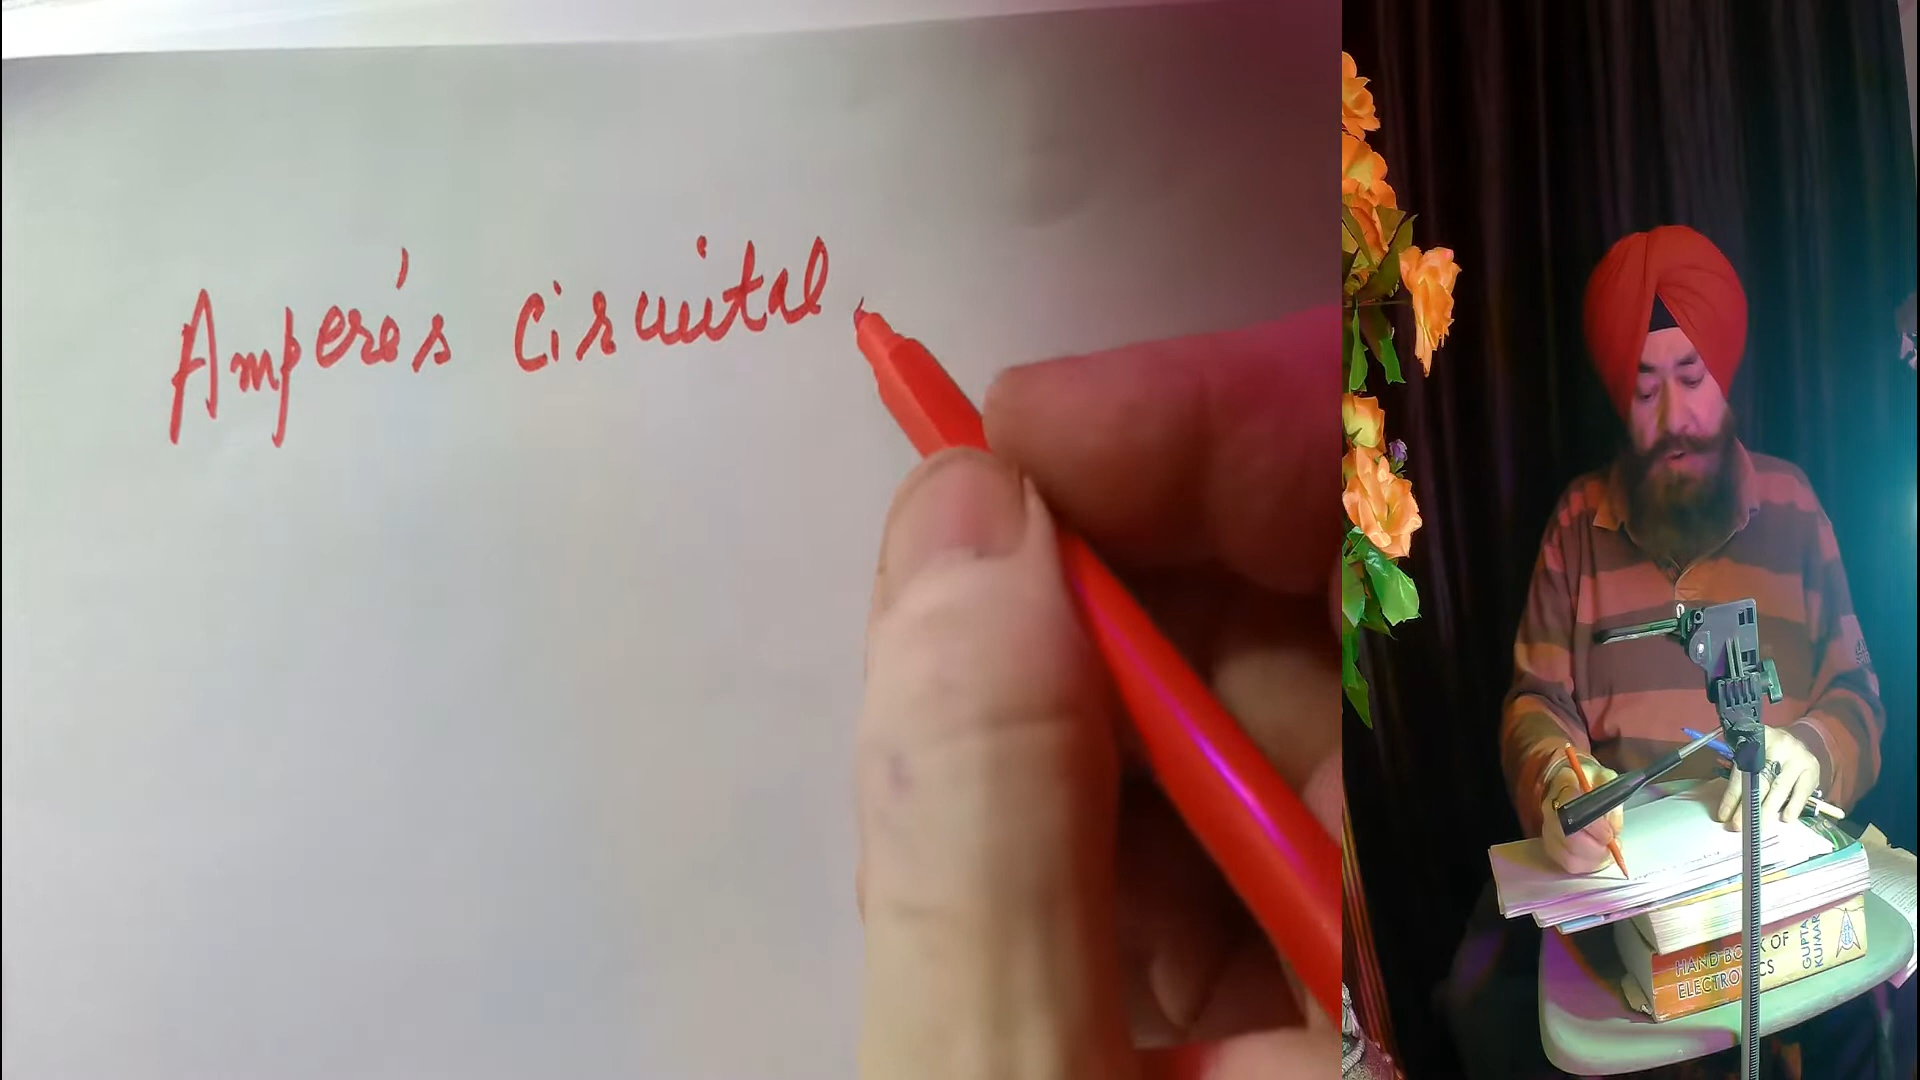 Ampere's Circuital
HAND BOOK OF
ELECTRONICS
GUPTA
KUMAR